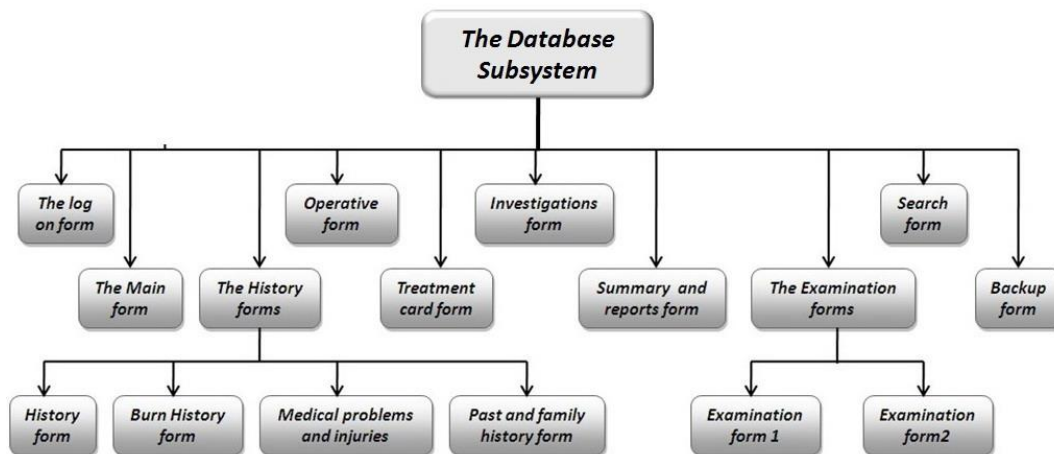 The Database
Subsystem
The log
on form
Operative
form
Investigations
form
Search
form
The Main
form
The History
forms
Treatment
card form
Summary and
reports form
The Examination
forms
Backup
form
History
form
Burn History
form
Medical problems
and injuries
Past and family
history form
Examination
form 1
Examination
form2